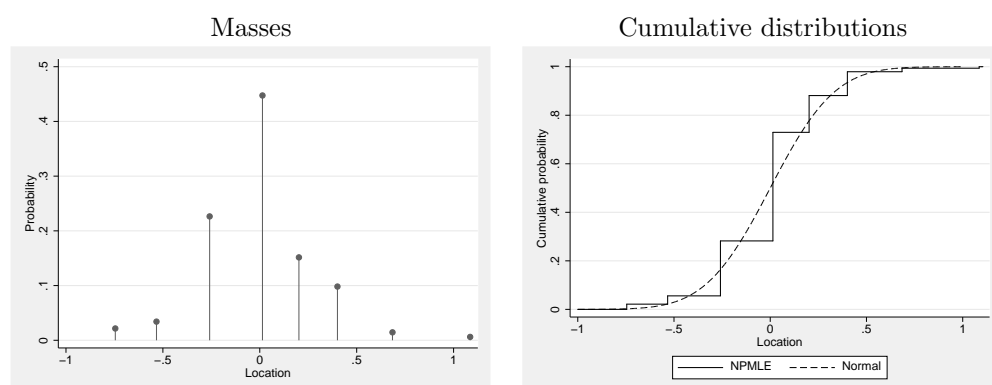 Masses
Cumulative distributions
.5
.4
.3
.2
.1
0
Probability
−1
−.5
0
.5
1
Location
1
.8
.6
.4
.2
0
Cumulative probability
−1
−.5
0
.5
1
Location
NPMLE
Normal